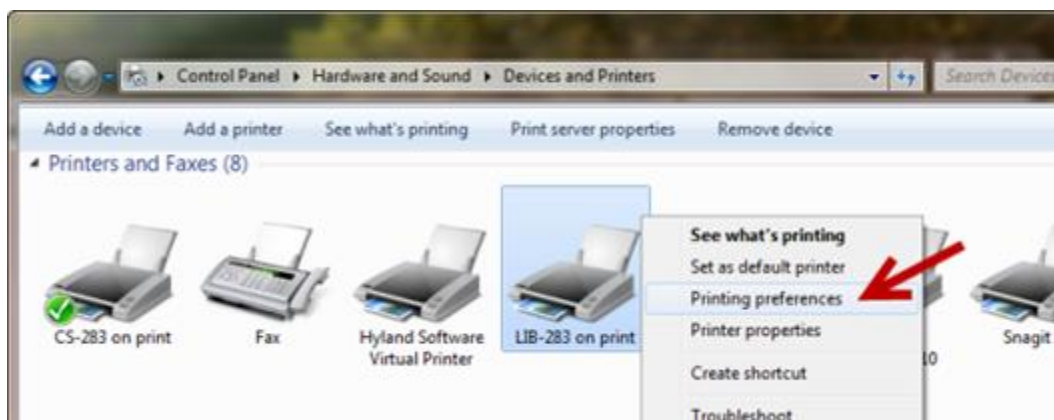 Control Panel Hardware and Sound Devices and Printers Search Devices
Add a device Add a printer See what's printing Print server properties Remove device
Printers and Faxes (8)
See what's printing
Set as default printer
Printing preferences
Printer properties
CS-283 on print
Fax
Hyland Software
Virtual Printer
LIB-283 on print
10
Snagit
Create shortcut
Troubleshoot